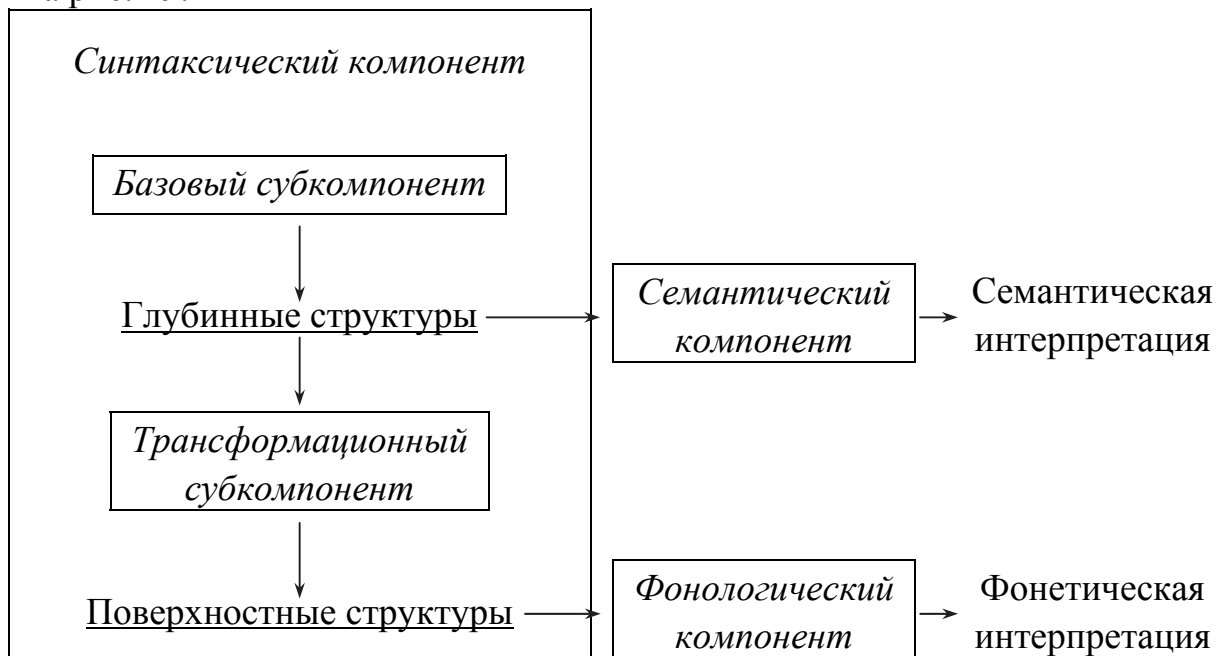 Синтаксический компонент
Базовый субкомпонент
Глубинные структуры
Семантический
компонент
Семантическая
интерпретация
Трансформационный
субкомпонент
Поверхностные структуры
Фонологический
компонент
Фонетическая
интерпретация